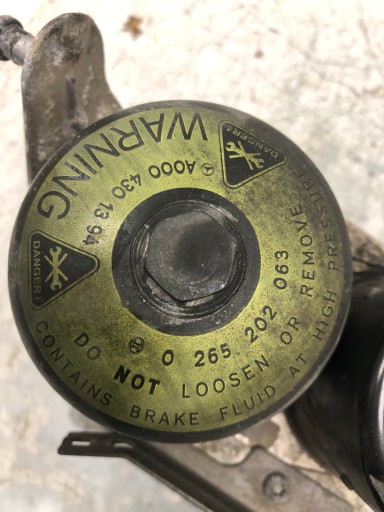 WARNING
DANGER!
A000 430 13 94
DANGER!
0 265 202 063
DO NOT LOOSEN OR REMOVE
CONTAINS BRAKE FLUID AT HIGH PRESSURE